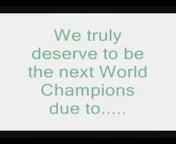 We truly
deserve to be
the next World
Champions
due to.....